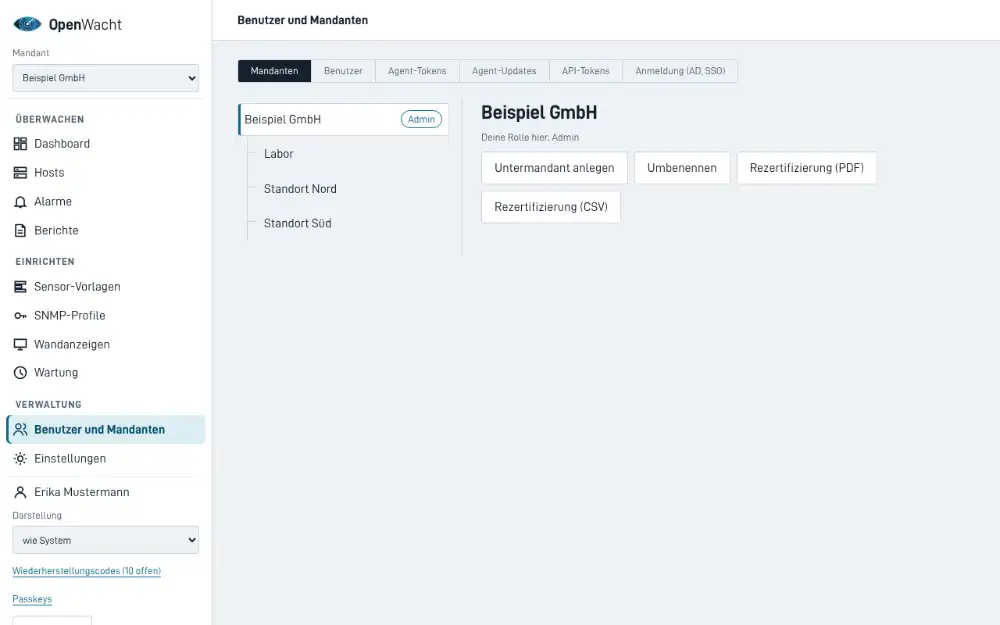 OpenWacht
Mandant
Beispiel GmbH
ÜBERWACHEN
Dashboard
Hosts
Alarme
Berichte
EINRICHTEN
Sensor-Vorlagen
SNMP-Profile
Wandanzeigen
Wartung
VERWALTUNG
Benutzer und Mandanten
Einstellungen
Erika Mustermann
Darstellung
wie System
Wiederherstellungscodes (10 offen)
Passkeys
Benutzer und Mandanten
Mandanten
Benutzer
Agent-Tokens
Agent-Updates
API-Tokens
Anmeldung (AD, SSO)
Beispiel GmbH
Admin
Labor
Standort Nord
Standort Süd
Beispiel GmbH
Deine Rolle hier: Admin
Untermandant anlegen
Umbenennen
Rezertifizierung (PDF)
Rezertifizierung (CSV)